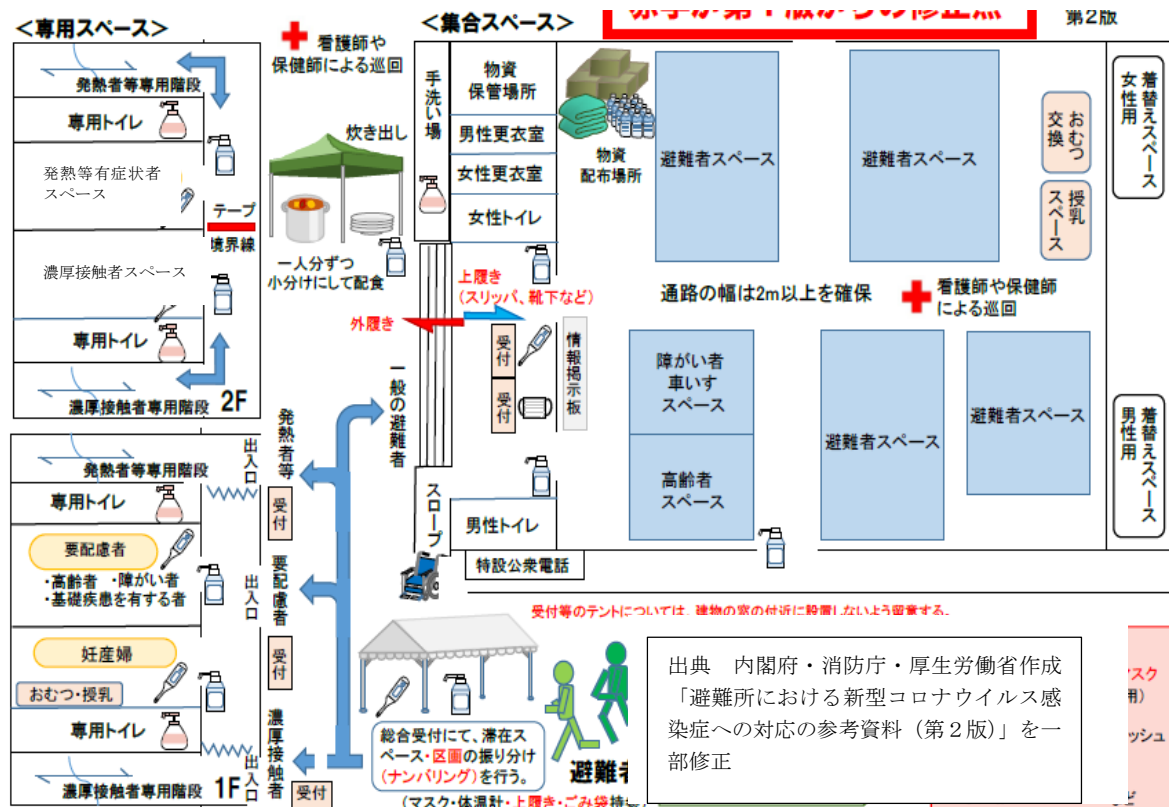 <専用スペース>
発熱者等専用階段
専用トイレ
発熱等有症状者
スペース
テープ
境界線
濃厚接触者スペース
専用トイレ
濃厚接触者専用階段
2F
看護師や
保健師による巡回
炊き出し
一人分ずつ
小分けにして配食
<集合スペース>
第2版
手洗い場
物資
保管場所
男性更衣室
女性更衣室
女性トイレ
物資
配布場所
避難者スペース
避難者スペース
おむつ
交換
授乳
スペース
女性用
着替えスペース
上履き
(スリッパ、靴下など)
外履き
通路の幅は2m以上を確保
看護師や保健師
による巡回
受付
受付
情報掲示板
障がい者
車いす
スペース
高齢者
スペース
避難者スペース
避難者スペース
男性用
着替えスペース
一般の避難者
スロープ
男性トイレ
特設公衆電話
発熱者等専用階段
出入口
発熱者等
受付
専用トイレ
要配慮者
・高齢者 ・障がい者
・基礎疾患を有する者
出入口
要配慮者
受付
妊産婦
おむつ・授乳
専用トイレ
濃厚接触者専用階段
1F
出入口
濃厚接触者
受付
受付等のテントについては、建物の窓の付近に設置しないよう留意する。
総合受付にて、滞在ス
ペース・区画の振り分け
(ナンバリング)を行う。
避難
(マスク・体温計・上履き・ごみ袋持
出典 内閣府・消防庁・厚生労働省作成
「避難所における新型コロナウイルス感
染症への対応の参考資料(第2版)」を一
部修正
マスク
用)
ッシュ